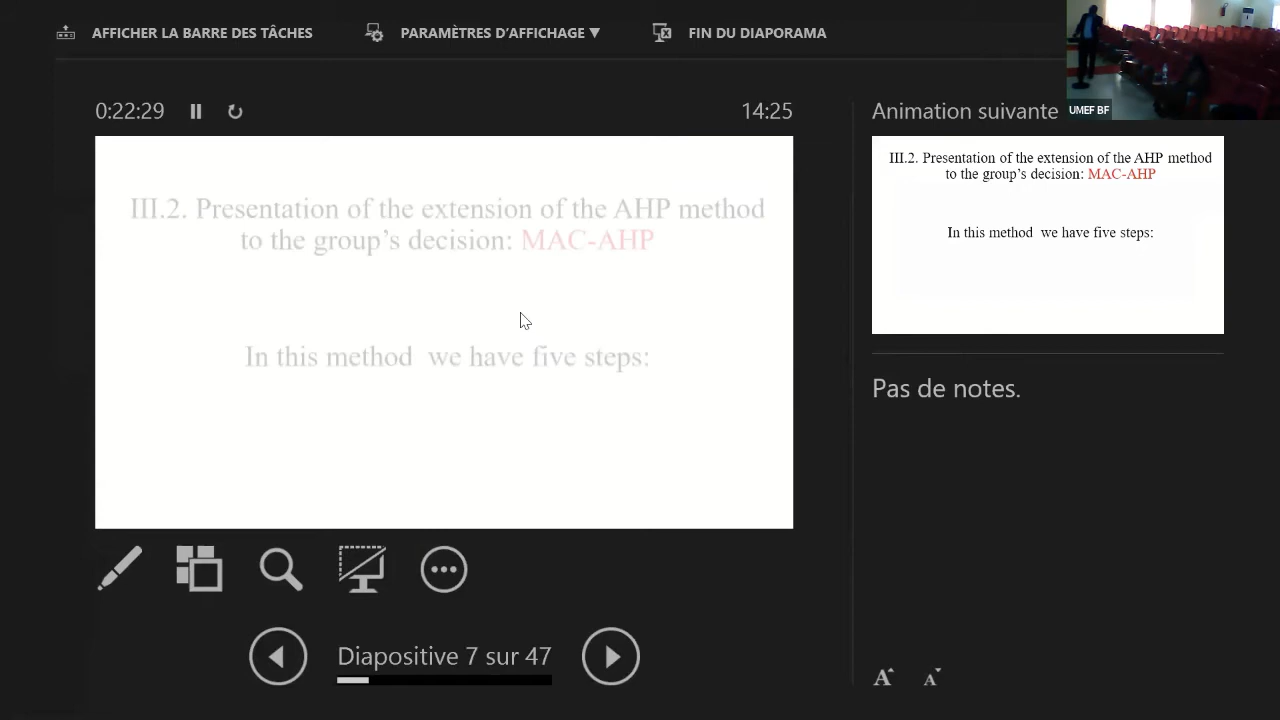 AFFICHER LA BARRE DES TÂCHES
PARAMÈTRES D'AFFICHAGE ▼
FIN DU DIAPORAMA
UMEF BF
0:22:29
14:25
Animation suivante
III.2. Presentation of the extension of the AHP method
to the group's decision: MAC-AHP
In this method we have five steps:
III.2. Presentation of the extension of the AHP method
to the group's decision: MAC-AHP
In this method we have five steps:
Pas de notes.
Diapositive 7 sur 47
A A